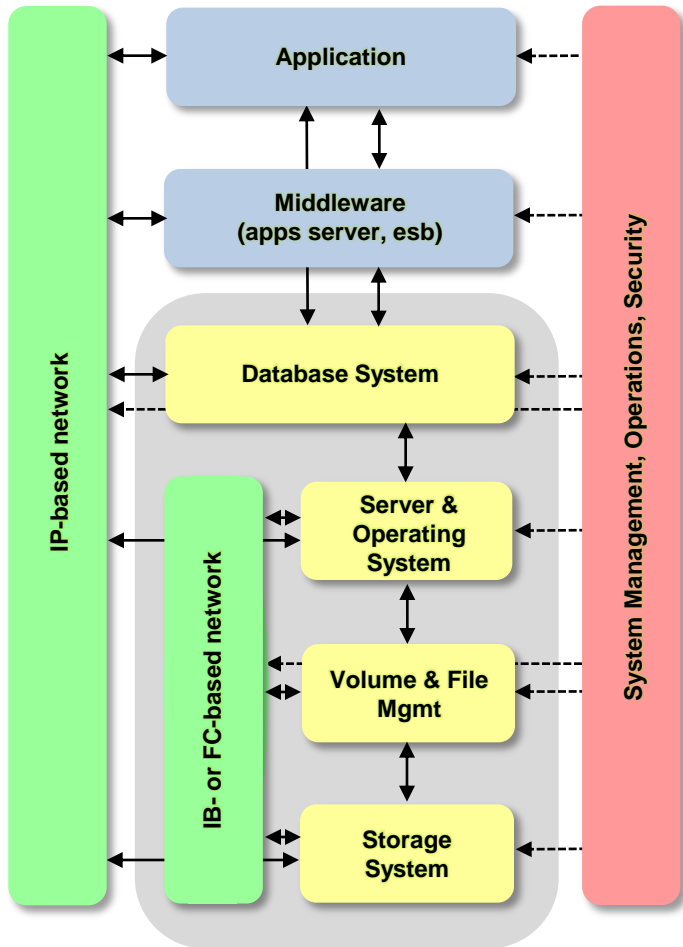 Application
Middleware
(apps server, esb)
Database System
Server &
Operating
System
Volume & File
Mgmt
Storage
System
IP-based network
IB- or FC-based network
System Management, Operations, Security